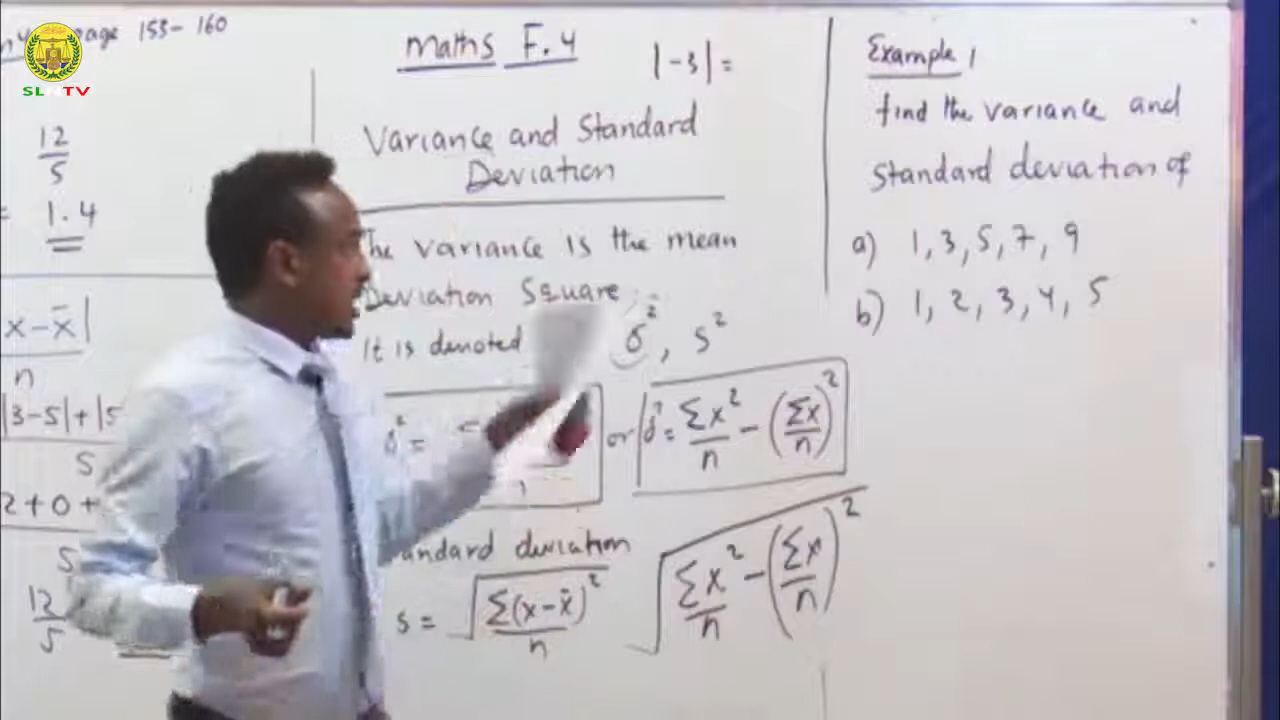 SLNTV
page 153-160
12
5
= 1.4
x-x̄|
n
|3-5|+|5
5
2+0+
5
12
5
Maths F.4
|-3|=
Variance and Standard
Deviation
The variance is the mean
Deviation Square
It is denoted σ², s²
σ² =
or σ² = Σx²/n - (Σx/n)²
tandard deviation
s = √Σ(x-x̄)²/n √Σx²/n - (Σx/n)²
Example 1
find the variance and
standard deviation of
a) 1, 3, 5, 7, 9
b) 1, 2, 3, 4, 5